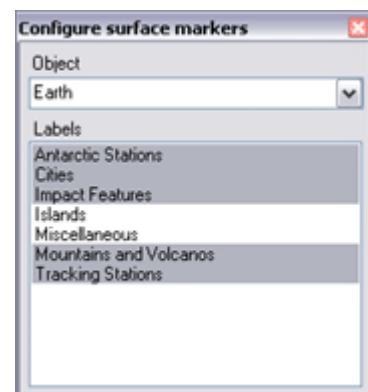 Configure surface markers
Object
Earth
Labels
Antarctic Stations
Cities
Impact Features
Islands
Miscellaneous
Mountains and Volcanos
Tracking Stations